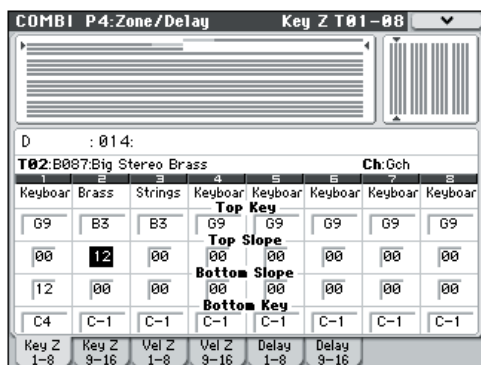 COMBI P4:Zone/Delay Key Z T01-08
D :014:
T02:B087:Big Stereo Brass Ch:Gch
1 2 3 4 5 6 7 8
Keyboar Brass Strings Keyboar Keyboar Keyboar Keyboar Keyboar
Top Key
G9 B3 B3 G9 G9 G9 G9 G9
Top Slope
00 12 00 00 00 00 00 00
Bottom Slope
12 00 00 00 00 00 00 00
Bottom Key
C4 C-1 C-1 C-1 C-1 C-1 C-1 C-1
Key Z 1-8 Key Z 9-16 Vel Z 1-8 Vel Z 9-16 Delay 1-8 Delay 9-16